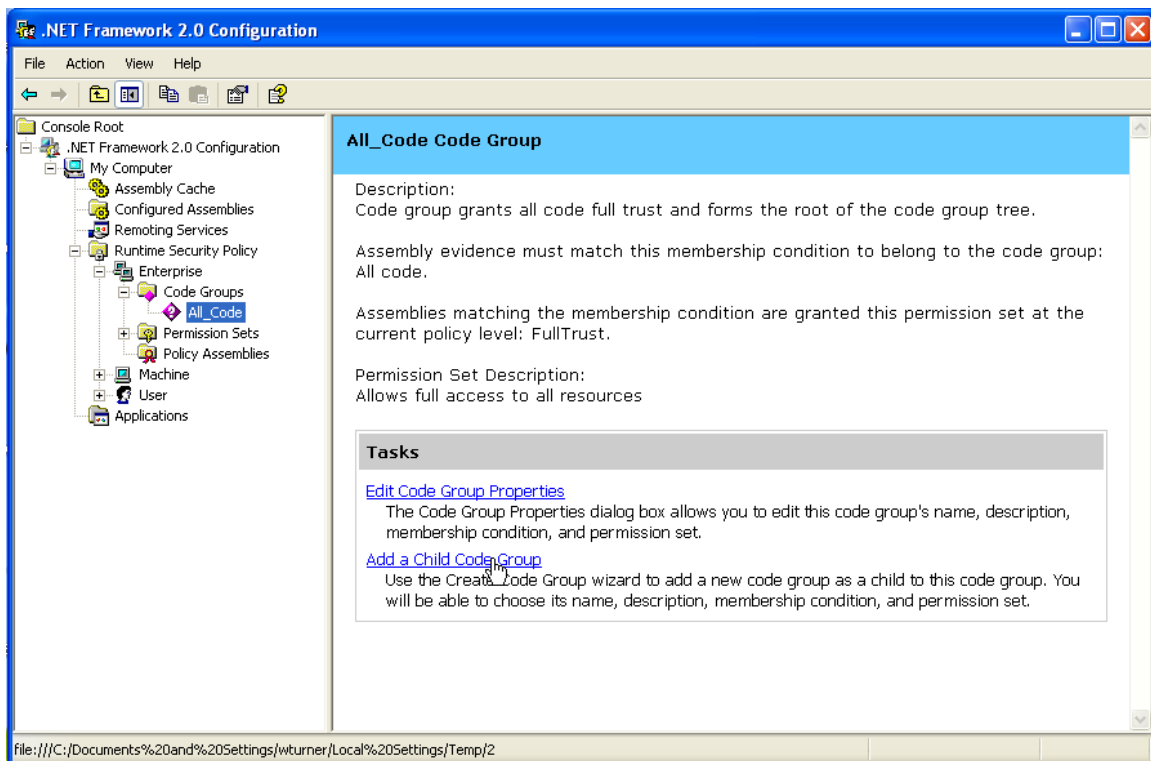 .NET Framework 2.0 Configuration
File Action View Help
Console Root
.NET Framework 2.0 Configuration
My Computer
Assembly Cache
Configured Assemblies
Remoting Services
Runtime Security Policy
Enterprise
Code Groups
All_Code
Permission Sets
Policy Assemblies
Machine
User
Applications
All_Code Code Group
Description:
Code group grants all code full trust and forms the root of the code group tree.
Assembly evidence must match this membership condition to belong to the code group:
All code.
Assemblies matching the membership condition are granted this permission set at the
current policy level: FullTrust.
Permission Set Description:
Allows full access to all resources
Tasks
Edit Code Group Properties
The Code Group Properties dialog box allows you to edit this code group's name, description,
membership condition, and permission set.
Add a Child Code Group
Use the Create Code Group wizard to add a new code group as a child to this code group. You
will be able to choose its name, description, membership condition, and permission set.
file:///C:/Documents%20and%20Settings/wturner/Local%20Settings/Temp/2